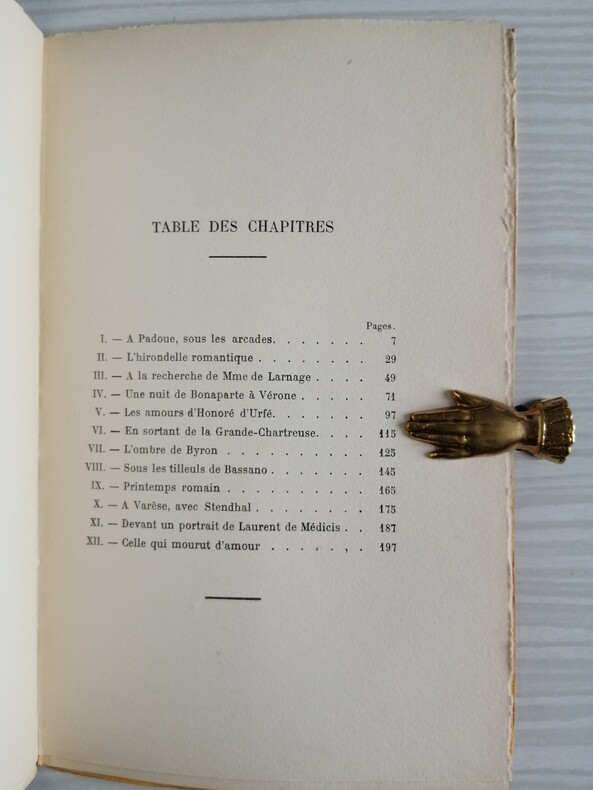 TABLE DES CHAPITRES
Pages.
I. — A Padoue, sous les arcades. . . . . . . 7
II. — L'hirondelle romantique . . . . . . . 29
III. — A la recherche de Mme de Larnage . . . . 49
IV. — Une nuit de Bonaparte à Vérone . . . . . 71
V. — Les amours d'Honoré d'Urfé. . . . . . . 97
VI. — En sortant de la Grande-Chartreuse. . . . 115
VII. — L'ombre de Byron . . . . . . . . . . 125
VIII. — Sous les tilleuls de Bassano . . . . . . 145
IX. — Printemps romain . . . . . . . . . . 165
X. — A Varèse, avec Stendhal . . . . . . . . 175
XI. — Devant un portrait de Laurent de Médicis . . 187
XII. — Celle qui mourut d'amour . . . . . , . 197